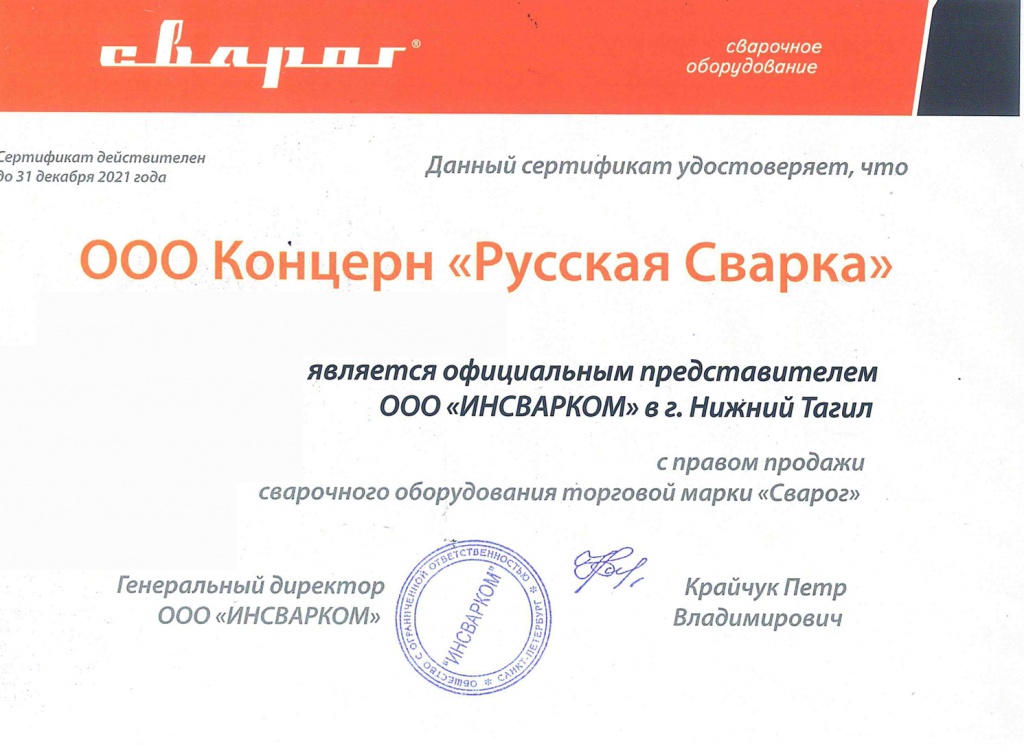 сварог®
сварочное
оборудование
Сертификат действителен
до 31 декабря 2021 года
Данный сертификат удостоверяет, что
ООО Концерн «Русская Сварка»
является официальным представителем
ООО «ИНСВАРКОМ» в г. Нижний Тагил
с правом продажи
сварочного оборудования торговой марки «Сварог»
Генеральный директор
ООО «ИНСВАРКОМ»
ОБЩЕСТВО С ОГРАНИЧЕННОЙ ОТВЕТСТВЕННОСТЬЮ * САНКТ-ПЕТЕРБУРГ *
"ИНСВАРКОМ"
Крайчук Петр
Владимирович